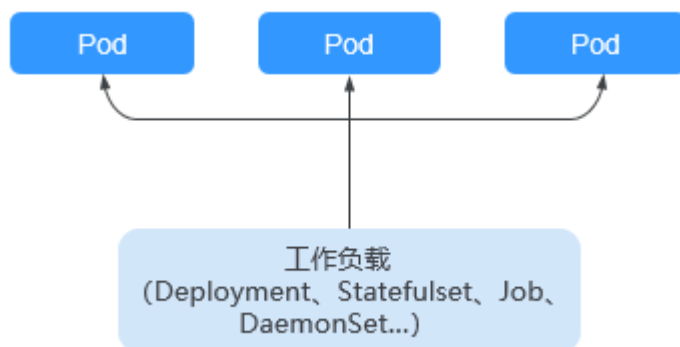 Pod
Pod
Pod
工作负载
（Deployment、Statefulset、Job、
DaemonSet...）